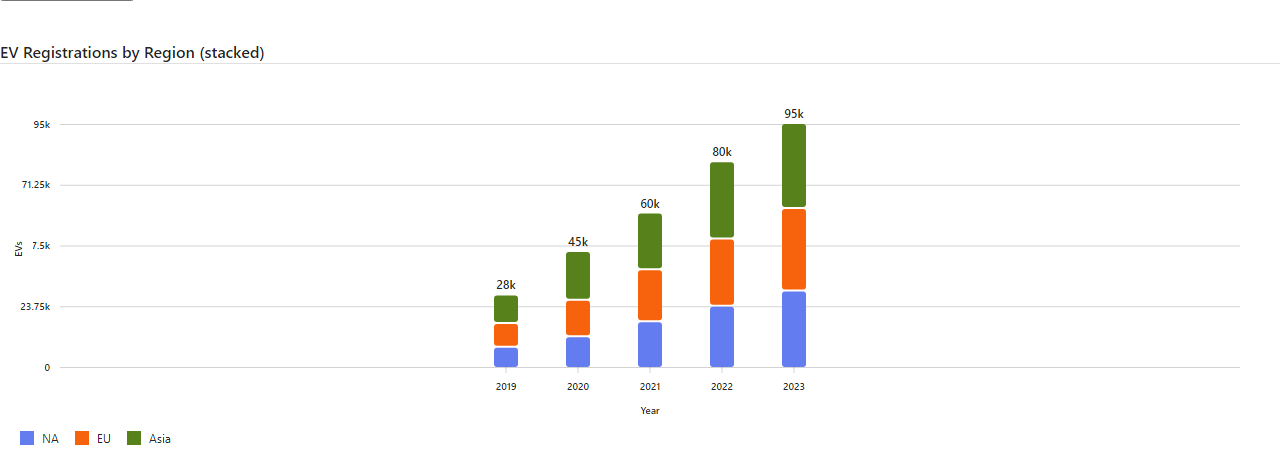 EV Registrations by Region (stacked)
95k
80k
60k
45k
28k
95k
71.25k
7.5k
23.75k
0
EVs
2019 2020 2021 2022 2023
Year
NA EU Asia